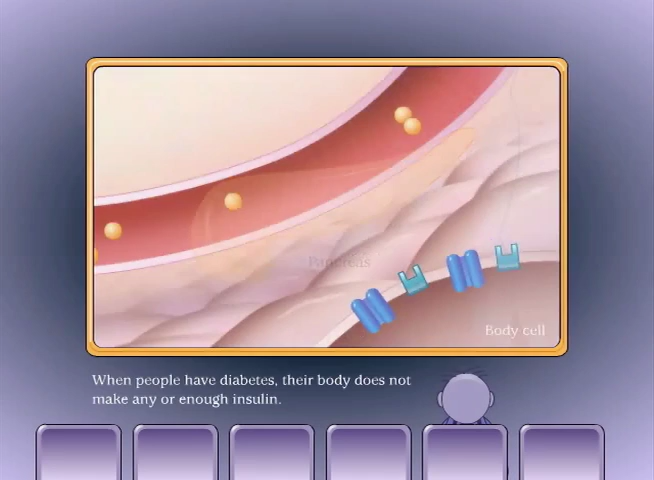 Pancreas
Body cell
When people have diabetes, their body does not
make any or enough insulin.